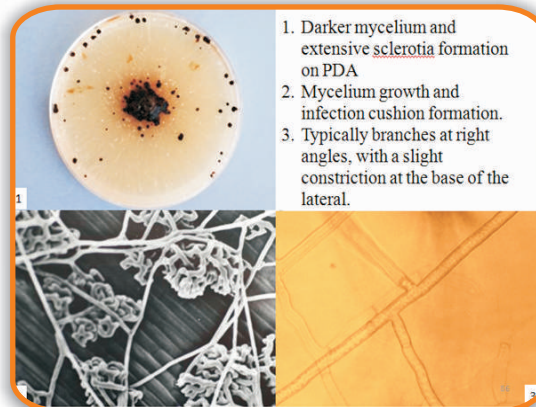 1. Darker mycelium and
extensive sclerotia formation
on PDA
2. Mycelium growth and
infection cushion formation.
3. Typically branches at right
angles, with a slight
constriction at the base of the
lateral.
1
3